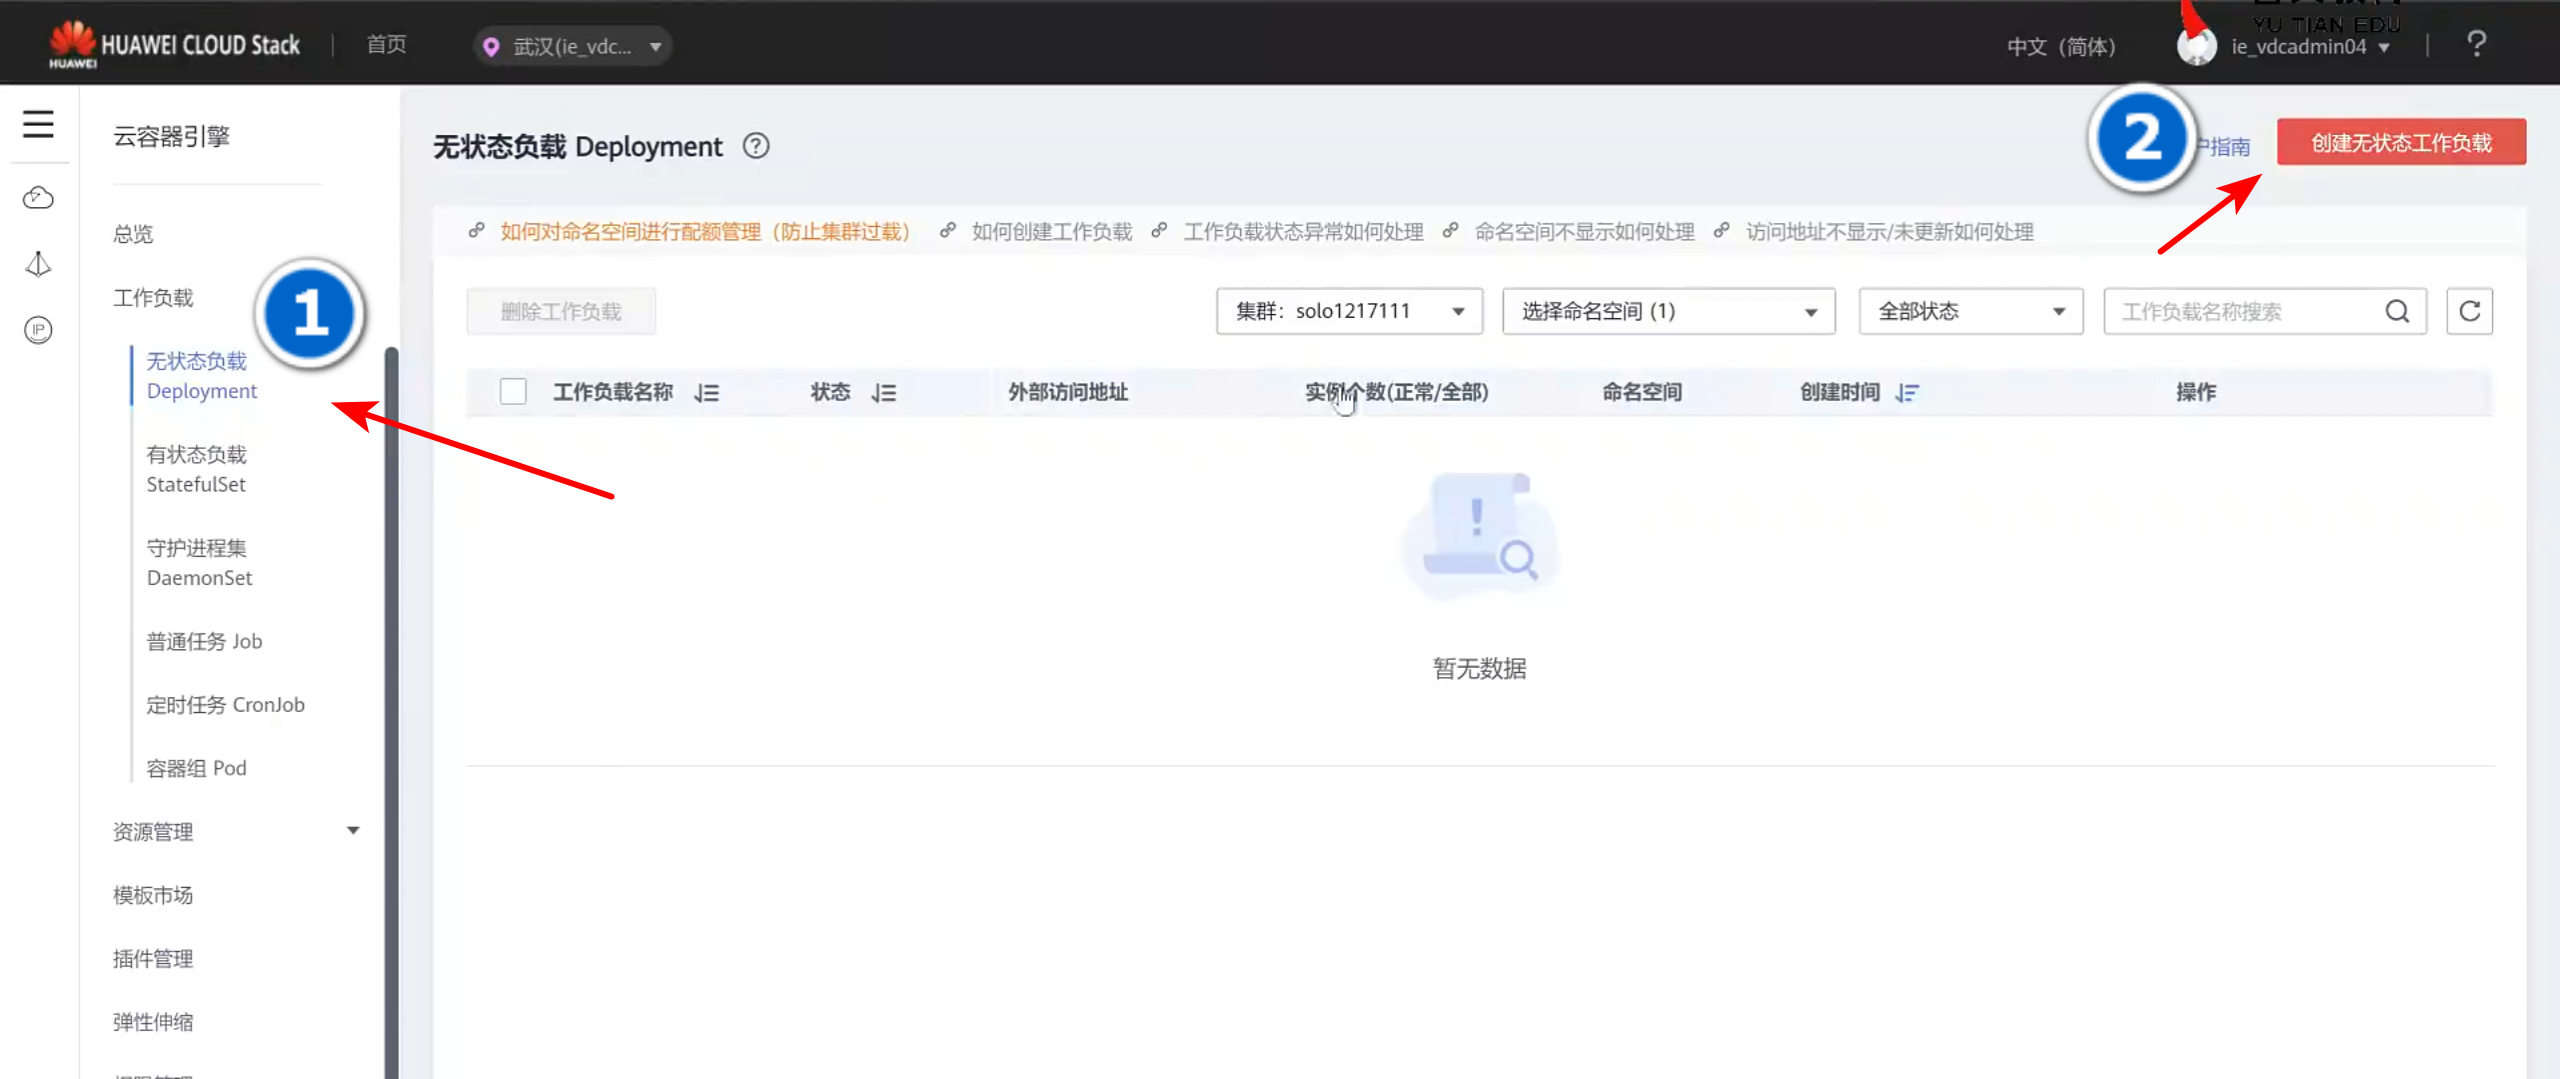 HUAWEI
HUAWEI CLOUD Stack
首页
武汉(ie_vdc...
中文（简体）
YU TIAN EDU
ie_vdcadmin04
?
云容器引擎
总览
工作负载
1
无状态负载
Deployment
有状态负载
StatefulSet
守护进程集
DaemonSet
普通任务 Job
定时任务 CronJob
容器组 Pod
资源管理
模板市场
插件管理
弹性伸缩
无状态负载 Deployment ?
2
户指南
创建无状态工作负载
如何对命名空间进行配额管理（防止集群过载） 如何创建工作负载 工作负载状态异常如何处理 命名空间不显示如何处理 访问地址不显示/未更新如何处理
删除工作负载
集群：solo1217111
选择命名空间 (1)
全部状态
工作负载名称搜索
工作负载名称 状态 外部访问地址 实例个数(正常/全部) 命名空间 创建时间 操作
暂无数据